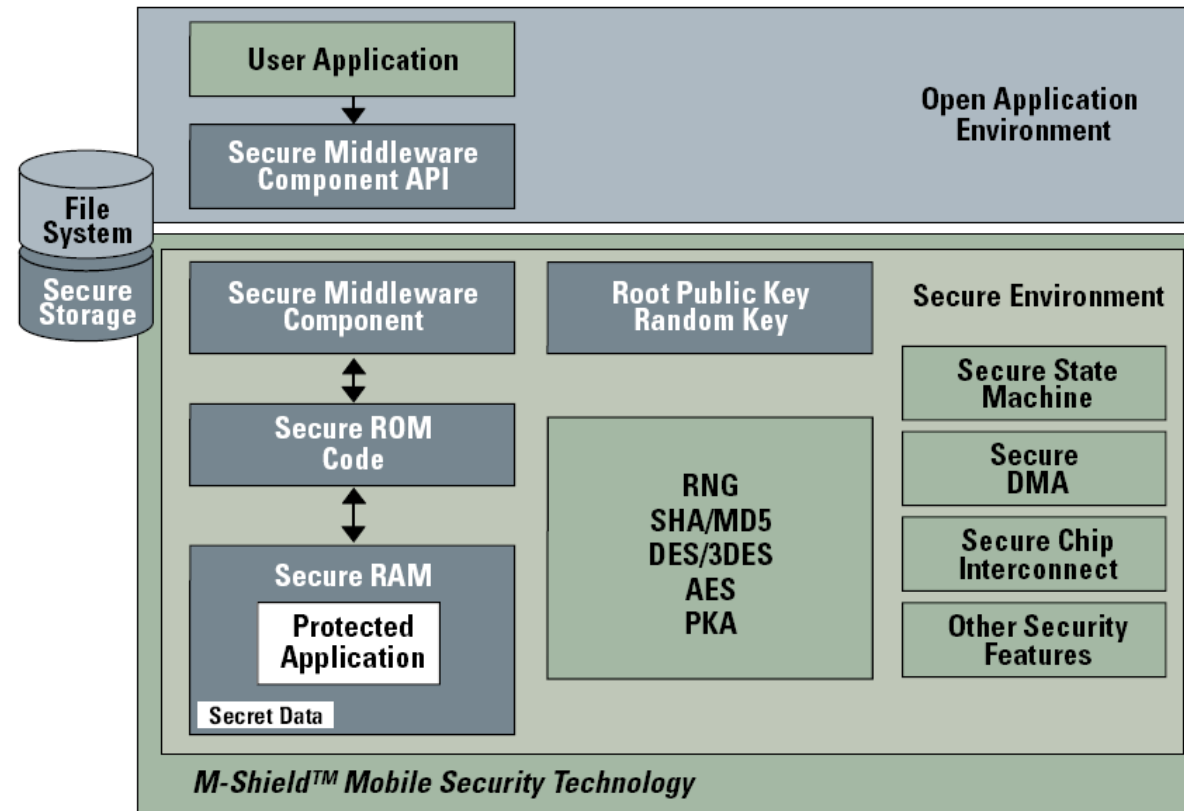 User Application
Open Application
Environment
Secure Middleware
Component API
File
System
Secure
Storage
Secure Middleware
Component
Root Public Key
Random Key
Secure Environment
Secure State
Machine
Secure ROM
Code
RNG
SHA/MD5
DES/3DES
AES
PKA
Secure
DMA
Secure Chip
Interconnect
Other Security
Features
Secure RAM
Protected
Application
Secret Data
M-Shield™ Mobile Security Technology